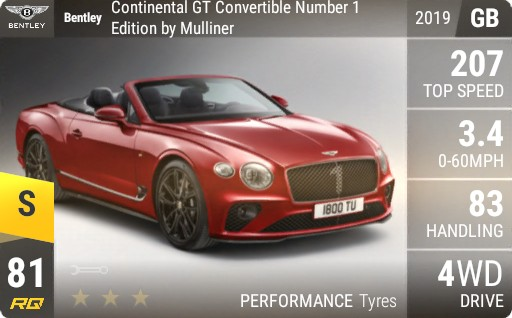 BENTLEY
Bentley
Continental GT Convertible Number 1
Edition by Mulliner
2019 GB
207
TOP SPEED
3.4
0-60MPH
83
HANDLING
4WD
DRIVE
S
81
RQ
1
1800 TU
PERFORMANCE Tyres